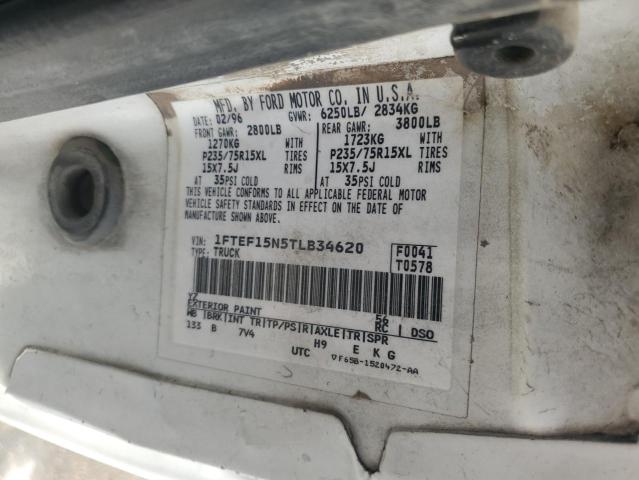 MFD. BY FORD MOTOR CO. IN U.S.A.
DATE: 02/96 GVWR: 6250LB/ 2834KG
FRONT GAWR: 2800LB REAR GAWR: 3800LB
1270KG WITH 1723KG WITH
P235/75R15XL TIRES P235/75R15XL TIRES
15X7.5J RIMS 15X7.5J RIMS
AT 35PSI COLD AT 35PSI COLD
THIS VEHICLE CONFORMS TO ALL APPLICABLE FEDERAL MOTOR
VEHICLE SAFETY STANDARDS IN EFFECT ON THE DATE OF
MANUFACTURE SHOWN ABOVE.
VIN: 1FTEF15N5TLB34620 F0041
TYPE: TRUCK T0578
YZ
EXTERIOR PAINT 56
WB |BRK|INT TR|TP/PS|R|AXLE|TR|SPR RC | DSO
133 B 7V4 H9 E K G
UTC ▽F65B-1520472-AA